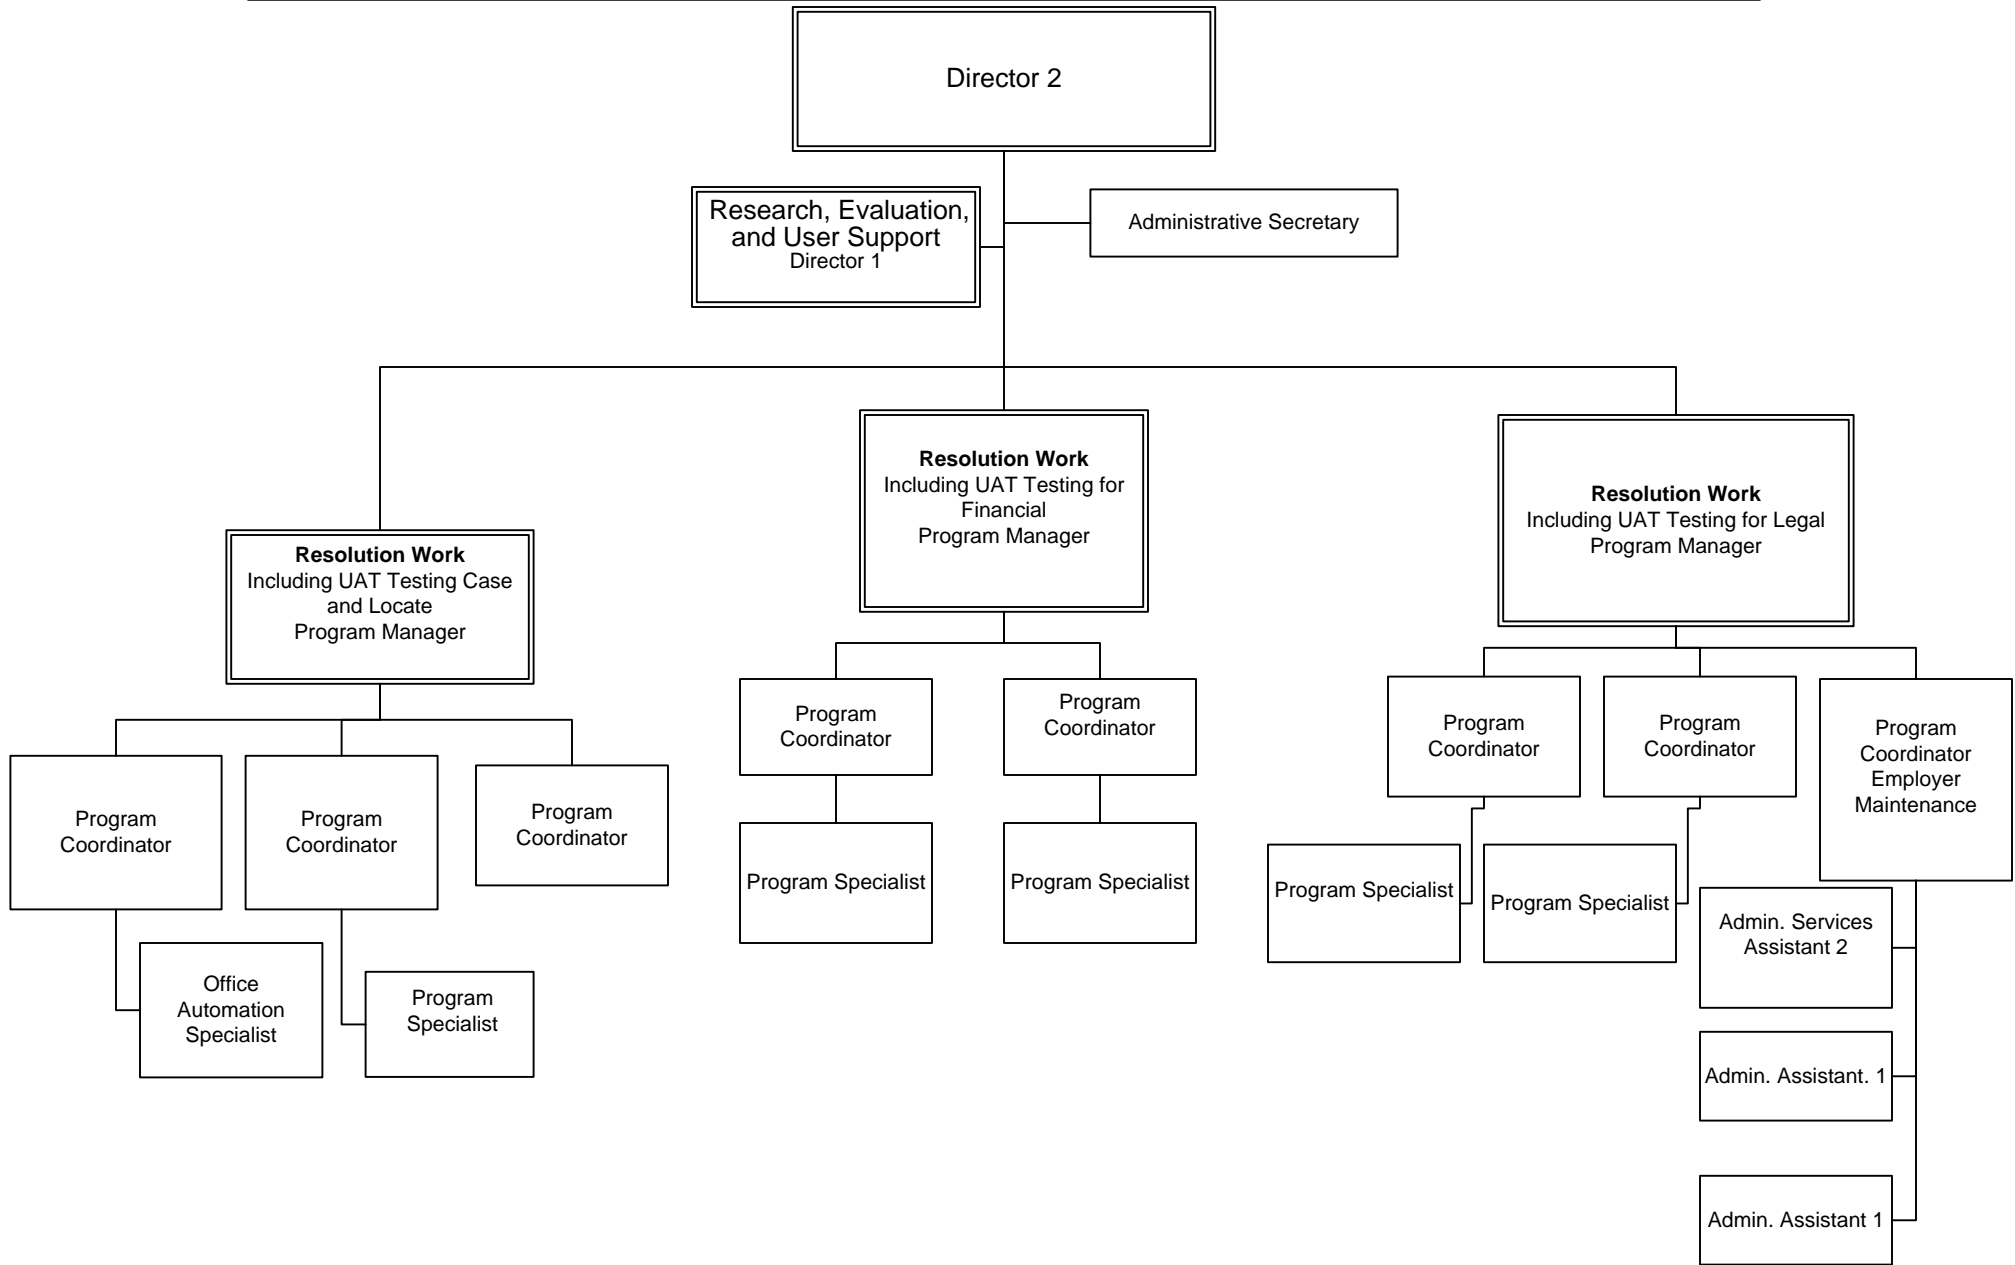 Director 2
Research, Evaluation,
and User Support
Director 1
Administrative Secretary
Resolution Work
Including UAT Testing Case
and Locate
Program Manager
Resolution Work
Including UAT Testing for
Financial
Program Manager
Resolution Work
Including UAT Testing for Legal
Program Manager
Program
Coordinator
Program
Coordinator
Program
Coordinator
Program
Coordinator
Program
Coordinator
Program
Coordinator
Program
Coordinator
Program
Coordinator
Employer
Maintenance
Office
Automation
Specialist
Program
Specialist
Program Specialist
Program Specialist
Program Specialist
Program Specialist
Admin. Services
Assistant 2
Admin. Assistant. 1
Admin. Assistant 1